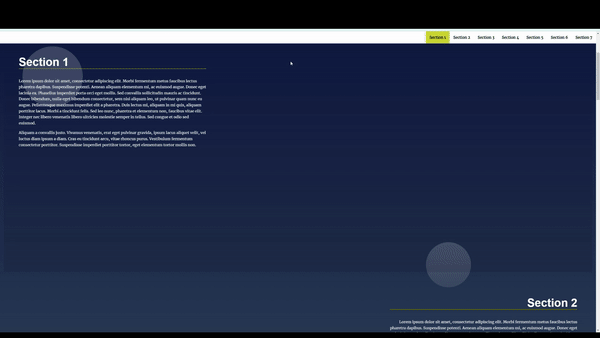 Section 1 Section 2 Section 3 Section 4 Section 5 Section 6 Section 7
Section 1
Lorem ipsum dolor sit amet, consectetur adipiscing elit. Morbi fermentum metus faucibus lectus
pharetra dapibus. Suspendisse potenti. Aenean aliquam elementum mi, ac euismod augue. Donec eget
lacinia ex. Phasellus imperdiet porta orci eget mollis. Sed convallis sollicitudin mauris ac tincidunt.
Donec bibendum, nulla eget bibendum consectetur, sem nisi aliquam leo, ut pulvinar quam nunc eu
augue. Pellentesque maximus imperdiet elit a pharetra. Duis lectus mi, aliquam in mi quis, aliquam
porttitor lacus. Morbi a tincidunt felis. Sed leo nunc, pharetra et elementum non, faucibus vitae elit.
Integer nec libero vehicula ultricies molestie semper in tellus. Sed congue et odio sed
euismod.
Aliquam a convallis justo. Vivamus venenatis, erat eget pulvinar gravida, ipsum lacus aliquet velit, vel
luctus diam ipsum a diam. Cras eu tincidunt arcu, vitae rhoncus purus. Vestibulum fermentum
consectetur porttitor. Suspendisse imperdiet porttitor tortor, eget elementum tortor mollis non.
Section 2
Lorem ipsum dolor sit amet, consectetur adipiscing elit. Morbi fermentum metus faucibus lectus
pharetra dapibus. Suspendisse potenti. Aenean aliquam elementum mi, ac euismod augue. Donec eget